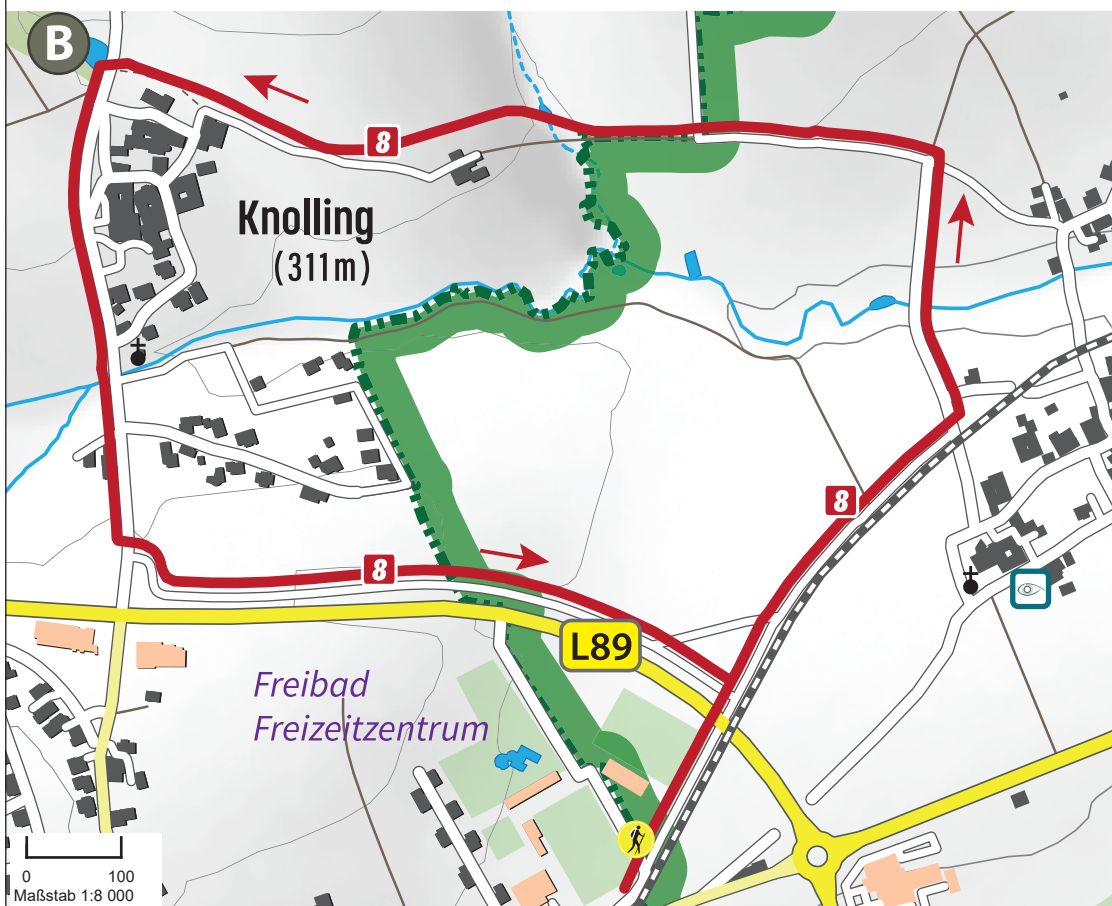 B
8
Knolling
(311m)
8
8
L89
Freibad
Freizeitzentrum
0 100
Maßstab 1:8 000